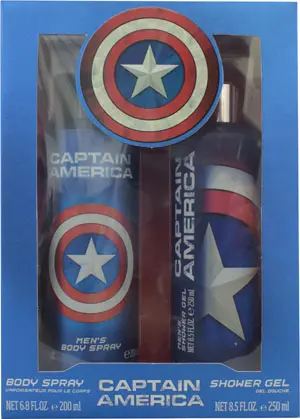 CAPTAIN
AMERICA
MEN'S
BODY SPRAY
CAPTAIN
AMERICA
MEN'S
SHOWER GEL
8.5 FL.OZ. e 250 ml
BODY SPRAY
VAPORISATEUR POUR LE CORPS
NET 6.8 FL.OZ. e 200 ml
CAPTAIN
AMERICA
SHOWER GEL
GEL DOUCHE
NET 8.5 FL.OZ. e 250 ml